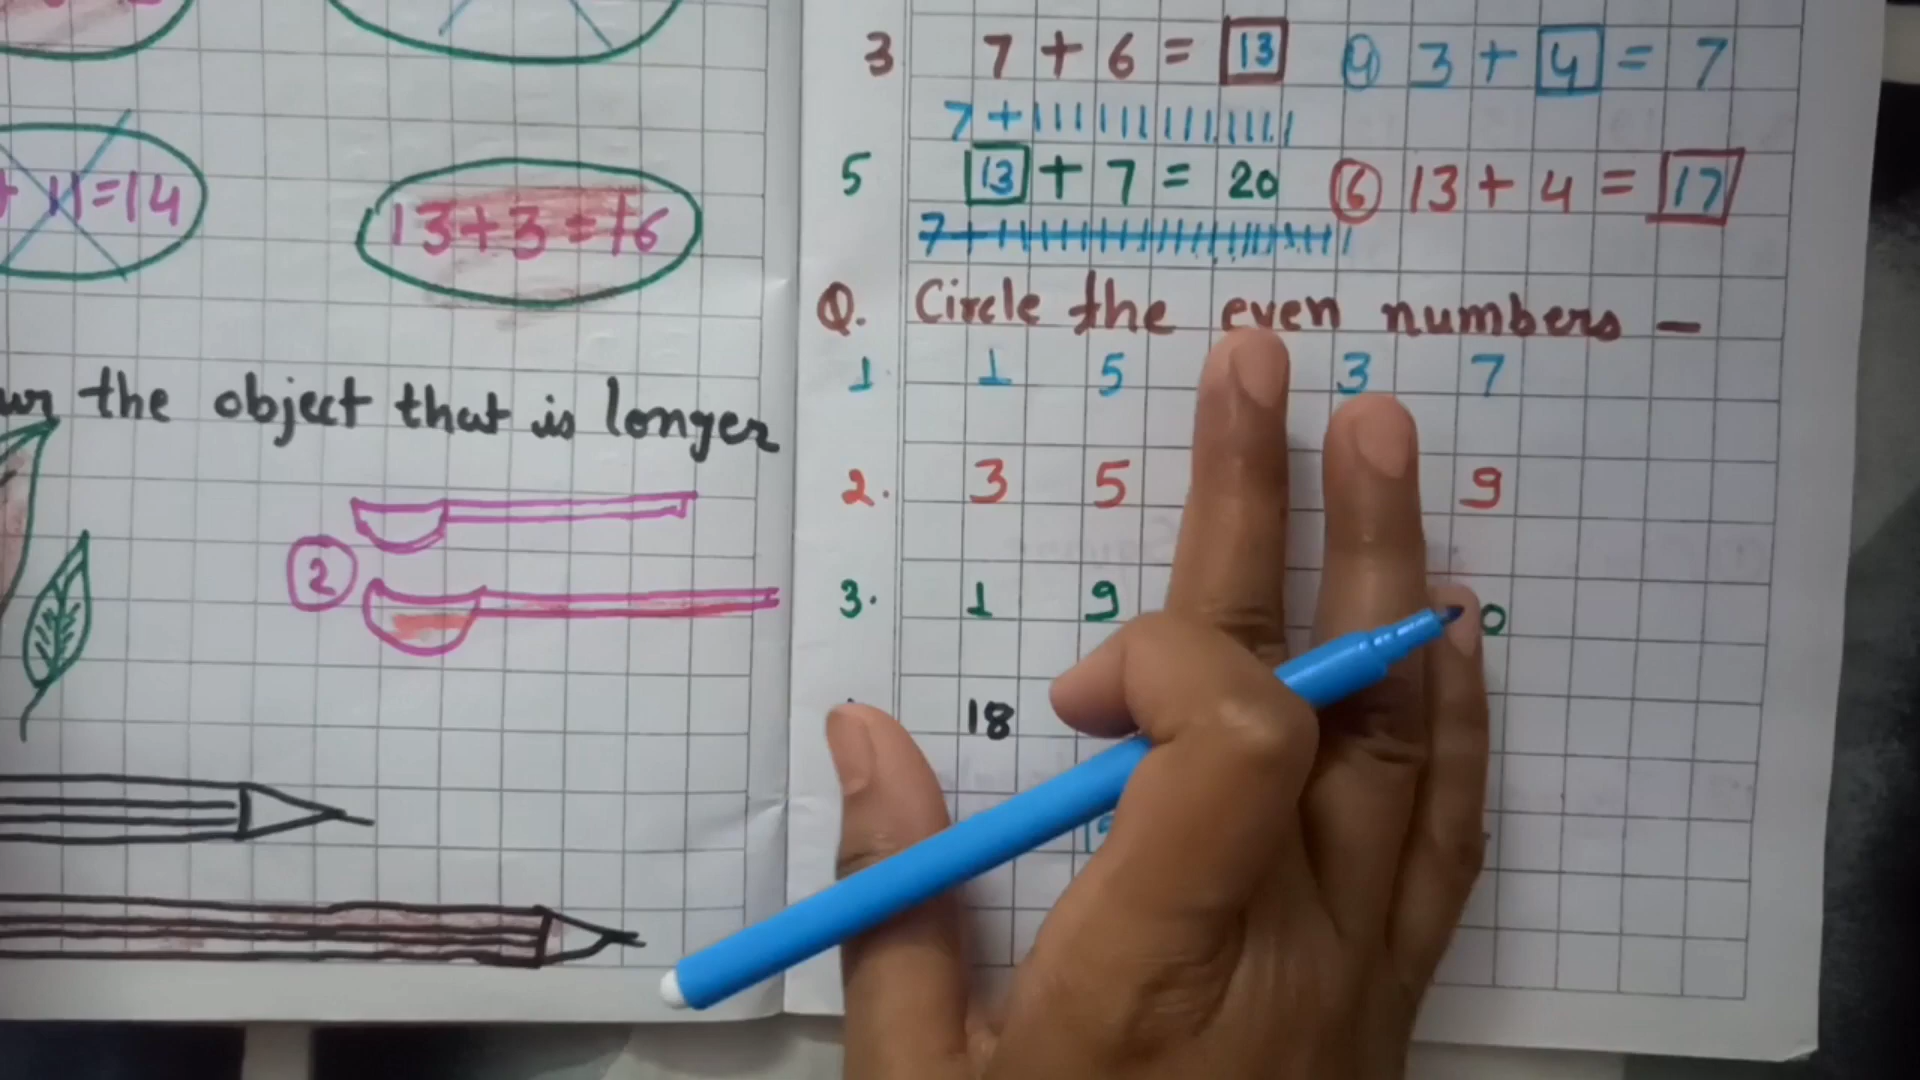 + 11=14
13+3=16
the object that is longer
2
3 7 + 6 = 13 4 3 + 4 = 7
7 +
5 13 + 7 = 20 6 13 + 4 = 17
7 +
Q. Circle the even numbers —
1. 1 5 3 7
2. 3 5 9
3. 1 9 0
18